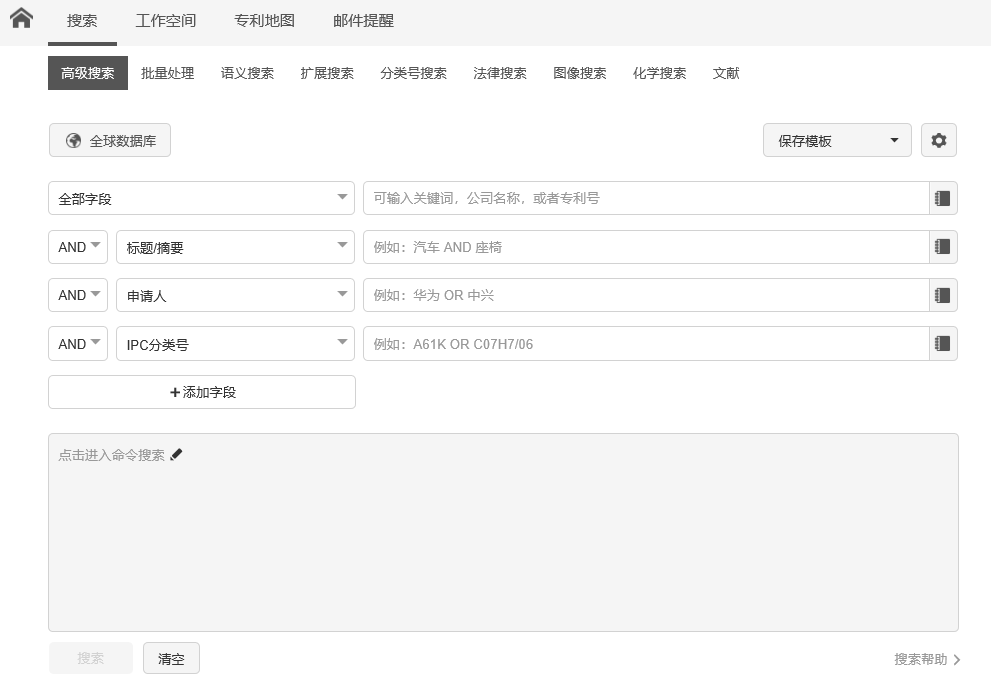 搜索 工作空间 专利地图 邮件提醒
高级搜索 批量处理 语义搜索 扩展搜索 分类号搜索 法律搜索 图像搜索 化学搜索 文献
全球数据库 保存模板
全部字段 可输入关键词，公司名称，或者专利号
AND 标题/摘要 例如：汽车 AND 座椅
AND 申请人 例如：华为 OR 中兴
AND IPC分类号 例如：A61K OR C07H7/06
+添加字段
点击进入命令搜索
搜索 清空 搜索帮助